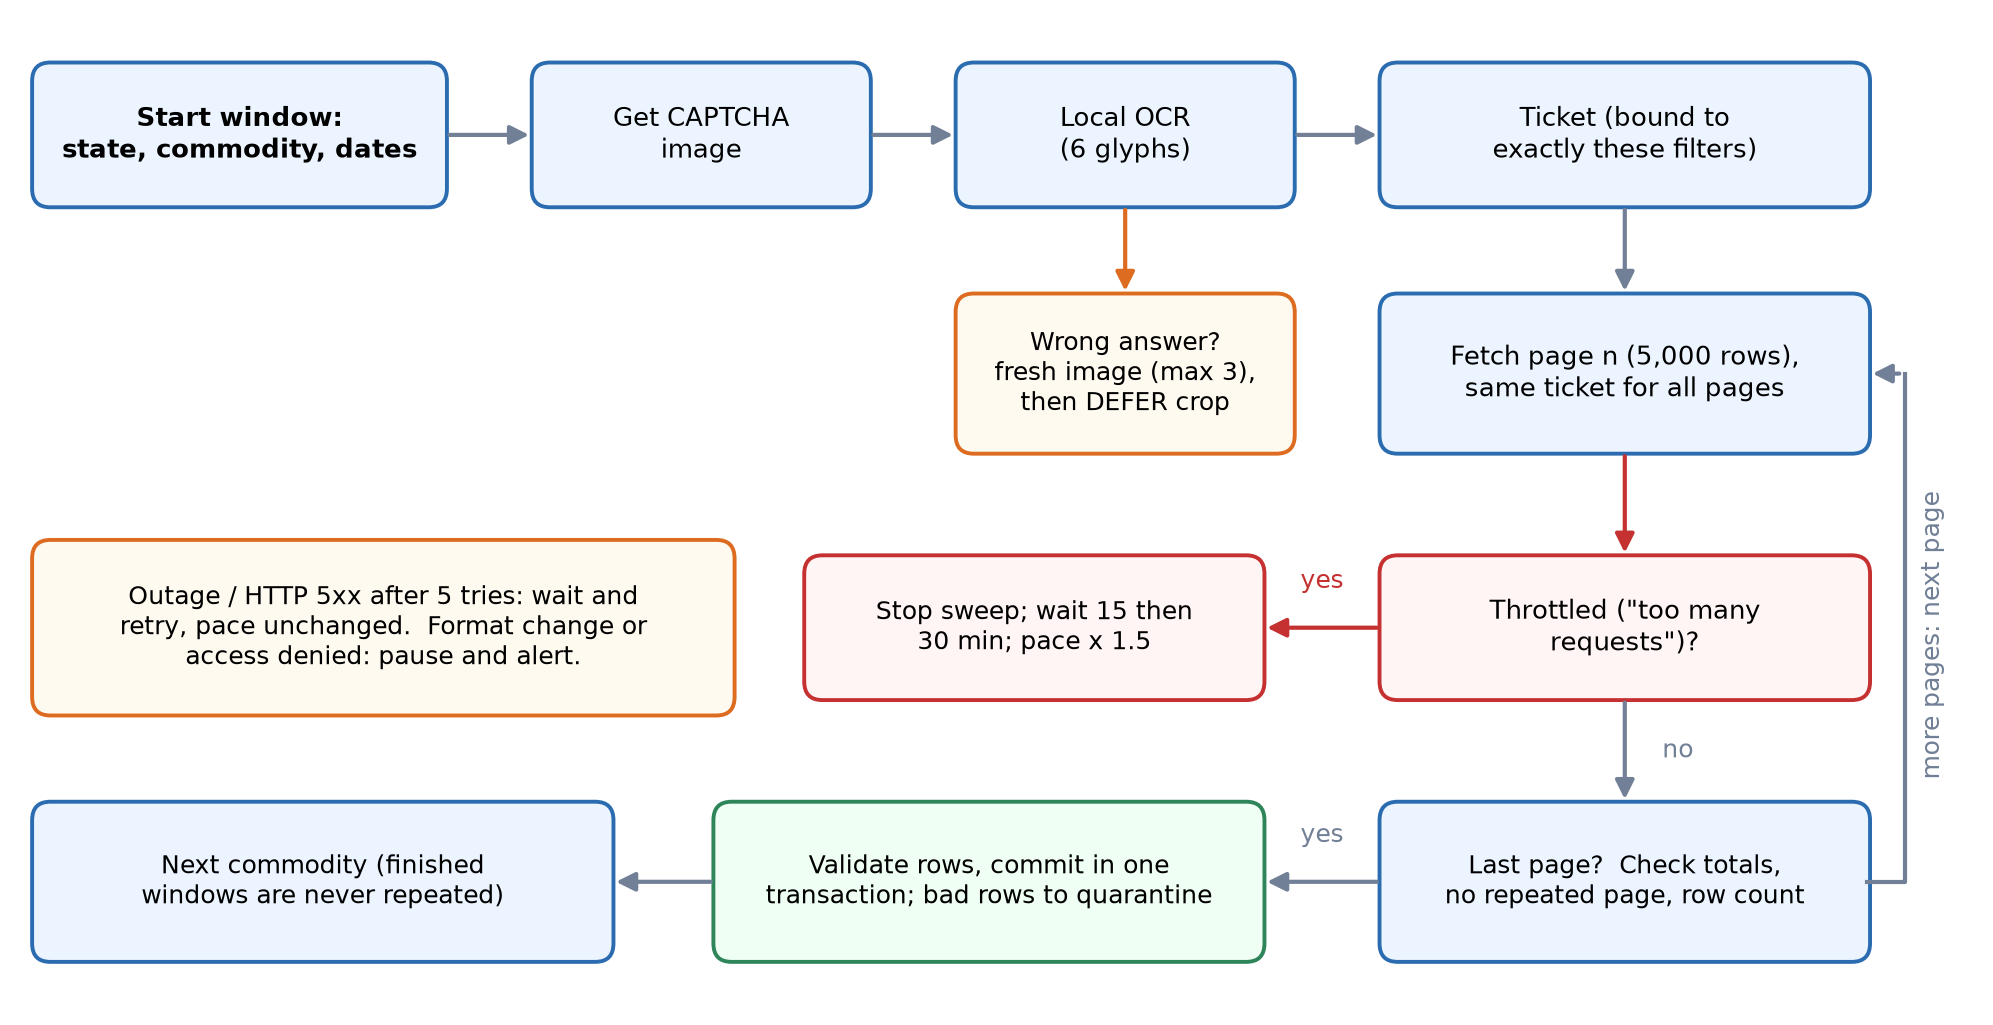 Start window:
state, commodity, dates
Get CAPTCHA
image
Local OCR
(6 glyphs)
Ticket (bound to
exactly these filters)
Wrong answer?
fresh image (max 3),
then DEFER crop
Fetch page n (5,000 rows),
same ticket for all pages
Outage / HTTP 5xx after 5 tries: wait and
retry, pace unchanged.  Format change or
access denied: pause and alert.
Stop sweep; wait 15 then
30 min; pace x 1.5
yes
Throttled ("too many
requests")?
more pages: next page
no
Next commodity (finished
windows are never repeated)
Validate rows, commit in one
transaction; bad rows to quarantine
yes
Last page?  Check totals,
no repeated page, row count